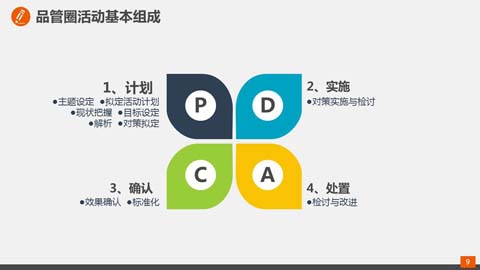 品管圈活动基本组成
1、计划
●主题设定 ●拟定活动计划
●现状把握 ●目标设定
●解析 ●对策拟定
P
D
2、实施
●对策实施与检讨
3、确认
●效果确认 ●标准化
C
A
4、处置
●检讨与改进
9